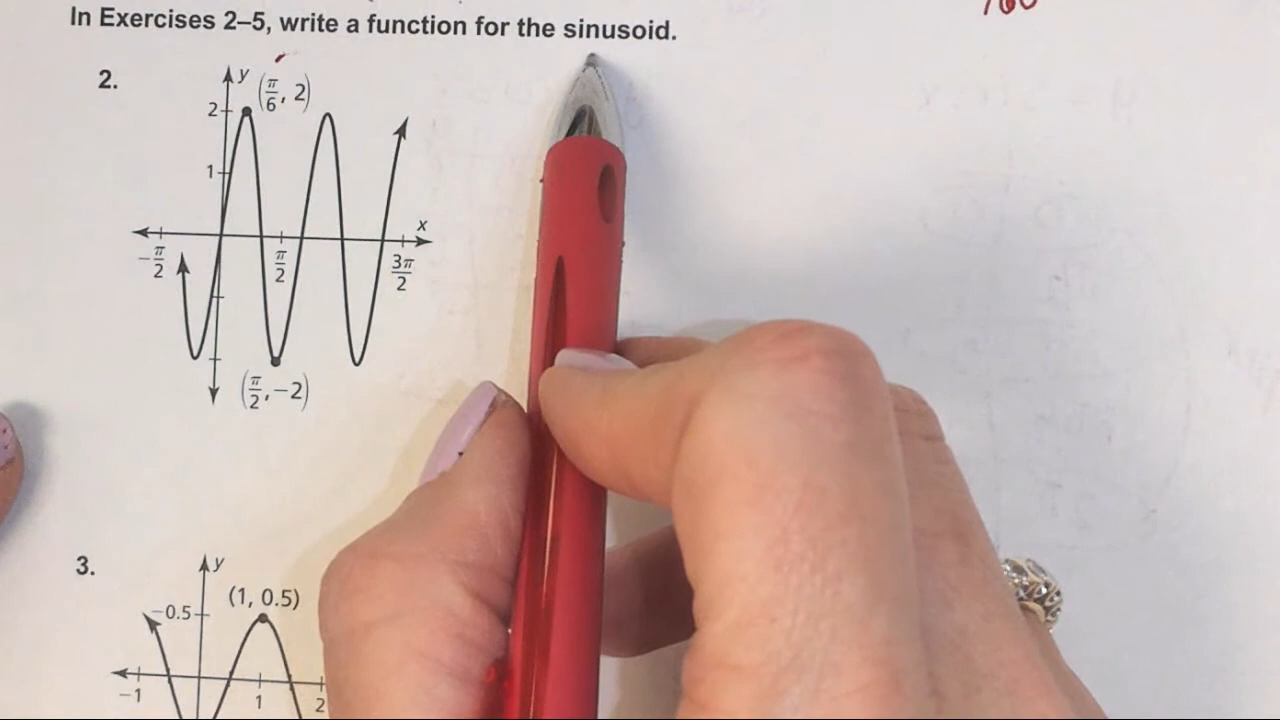 In Exercises 2–5, write a function for the sinusoid.
2.
y
(π/6, 2)
2
1
x
-π/2
π/2
3π/2
(π/2, -2)
3.
y
(1, 0.5)
0.5
-1
1
2